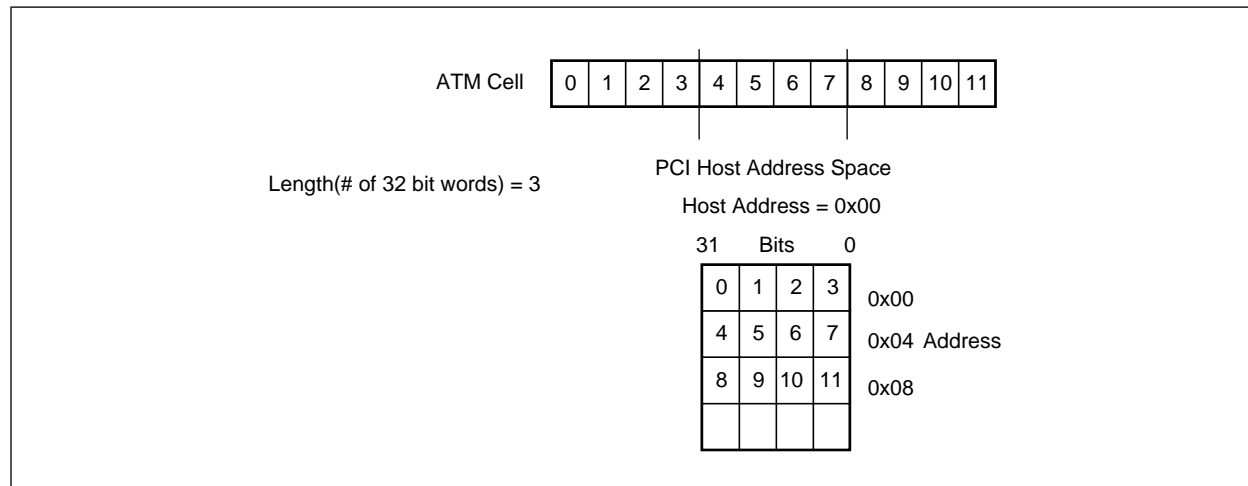 ATM Cell 0 1 2 3 4 5 6 7 8 9 10 11
PCI Host Address Space
Length(# of 32 bit words) = 3
Host Address = 0x00
31 Bits 0
0 1 2 3 0x00
4 5 6 7 0x04 Address
8 9 10 11 0x08